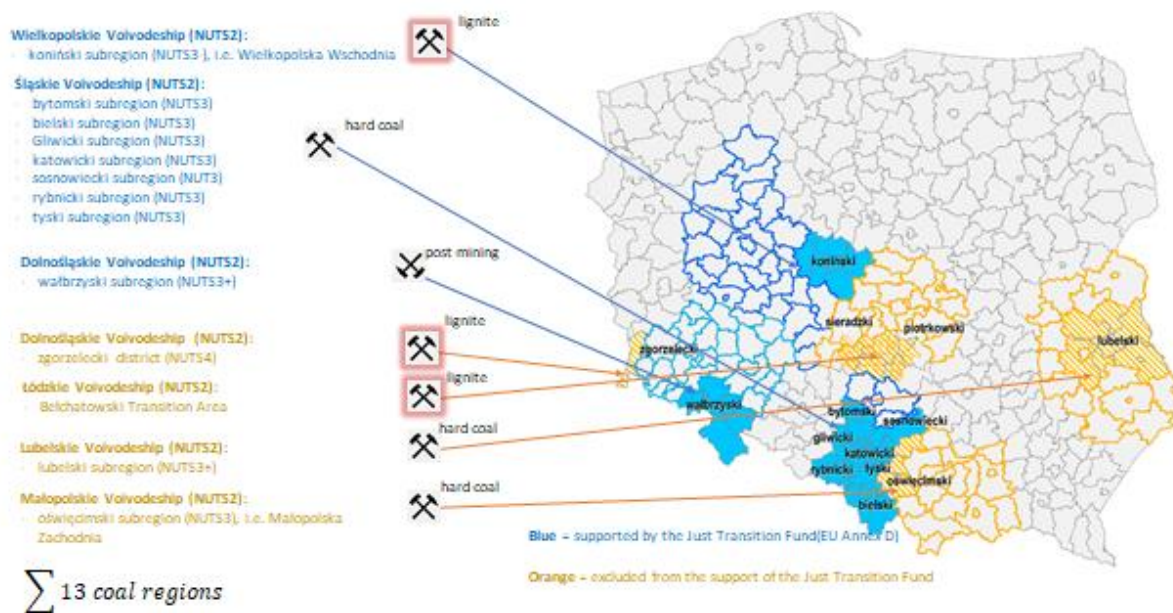 Wielkopolskie Voivodeship (NUTS2):
koniński subregion (NUTS3 ), i.e. Wielkopolska Wschodnia
Śląskie Voivodeship (NUTS2):
bytomski subregion (NUTS3)
bielski subregion (NUTS3)
Gliwicki subregion (NUTS3)
katowicki subregion (NUTS3)
sosnowiecki subregion (NUT3)
rybnicki subregion (NUTS3)
tyski subregion (NUTS3)
Dolnośląskie Voivodeship (NUTS2):
wałbrzyski subregion (NUTS3+)
Dolnośląskie Voivodeship (NUTS2):
zgorzelecki district (NUTS4)
Łódzkie Voivodeship (NUTS2):
Bełchatowski Transition Area
Lubelskie Voivodeship (NUTS2):
lubelski subregion (NUTS3+)
Małopolskie Voivodeship (NUTS2):
oświęcimski subregion (NUTS3), i.e. Małopolska
Zachodnia
∑ 13 coal regions
lignite
hard coal
post mining
lignite
lignite
hard coal
hard coal
koniński
sieradzki
piotrkowski
lubelski
zgorzelecki
wałbrzyski
bytomski
sosnowiecki
gliwicki
katowicki
rybnicki
tyski
oświęcimski
bielski
Blue = supported by the Just Transition Fund(EU Annex D)
Orange = excluded from the support of the Just Transition Fund